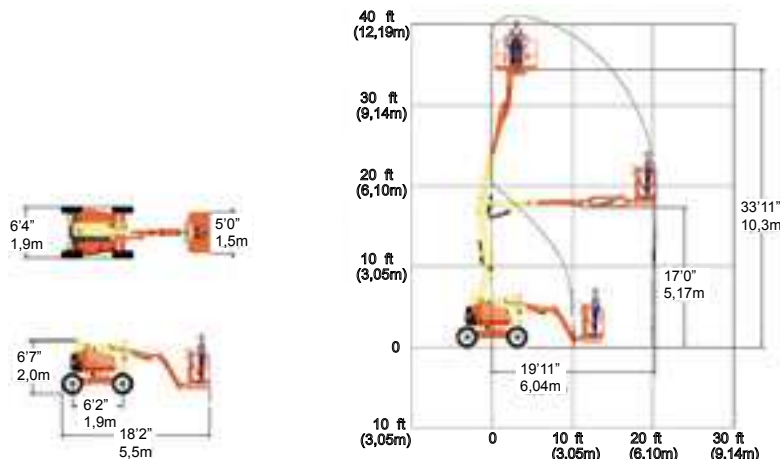 6'4"
1,9m
5'0"
1,5m
6'7"
2,0m
6'2"
1,9m
18'2"
5,5m
40 ft
(12,19m)
30 ft
(9,14m)
20 ft
(6,10m)
10 ft
(3,05m)
0
10 ft
(3,05m)
33'11"
10,3m
17'0"
5,17m
19'11"
6,04m
0
10 ft
(3.05m)
20 ft
(6.10m)
30 ft
(9.14m)